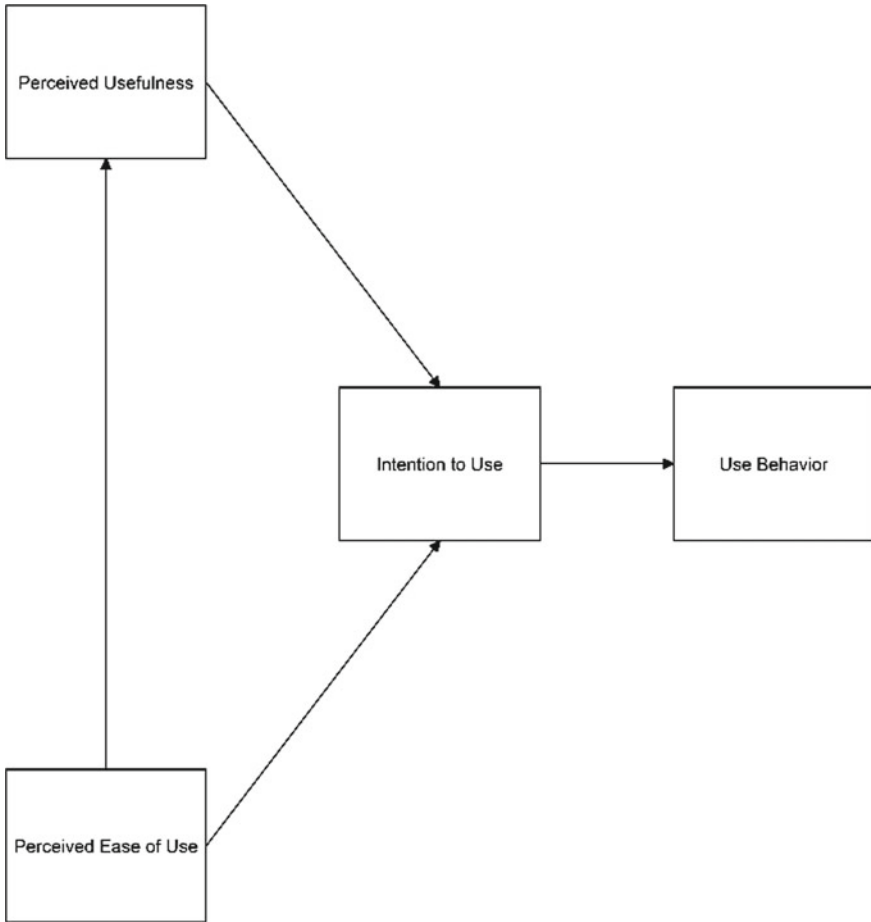 Perceived Usefulness
Intention to Use
Use Behavior
Perceived Ease of Use